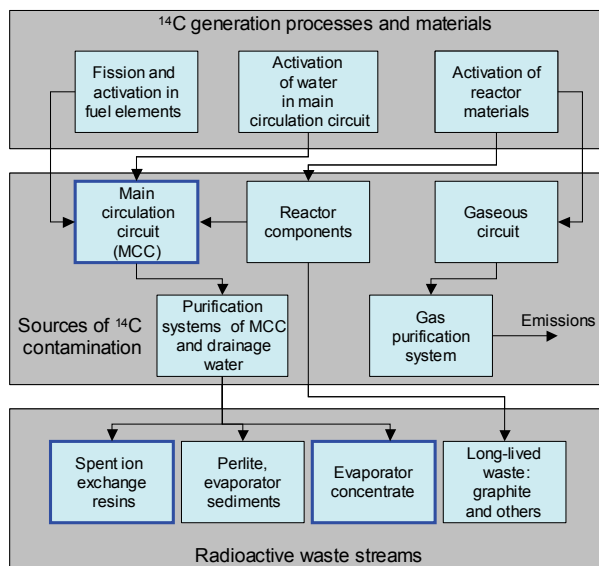 ¹⁴C generation processes and materials
Fission and
activation in
fuel elements
Activation
of water
in main
circulation circuit
Activation of
reactor
materials
Main
circulation
circuit
(MCC)
Reactor
components
Gaseous
circuit
Sources of ¹⁴C
contamination
Purification
systems of MCC
and drainage
water
Gas
purification
system
Emissions
Spent ion
exchange
resins
Perlite,
evaporator
sediments
Evaporator
concentrate
Long-lived
waste:
graphite
and others
Radioactive waste streams